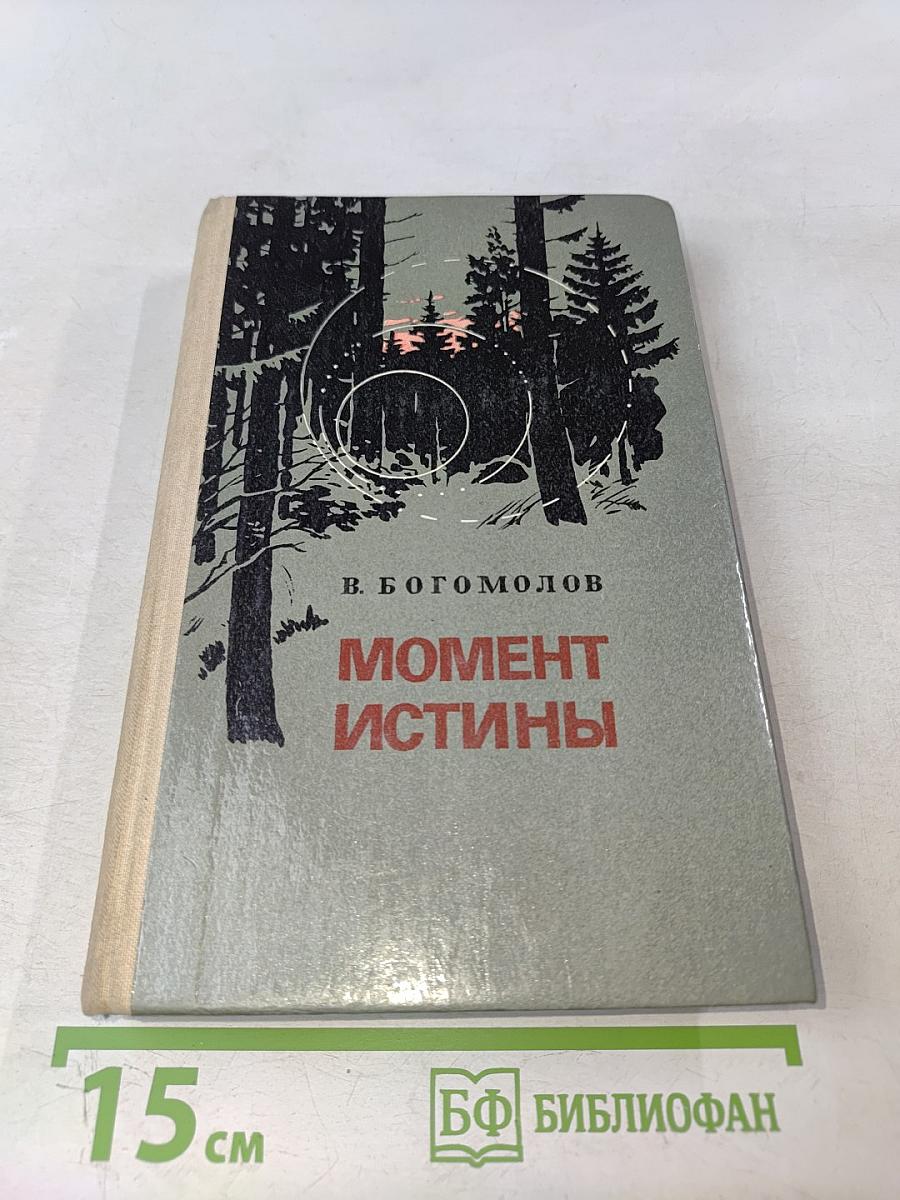 В. БОГОМОЛОВ
МОМЕНТ
ИСТИНЫ
15 см
БФ БИБЛИОФАН